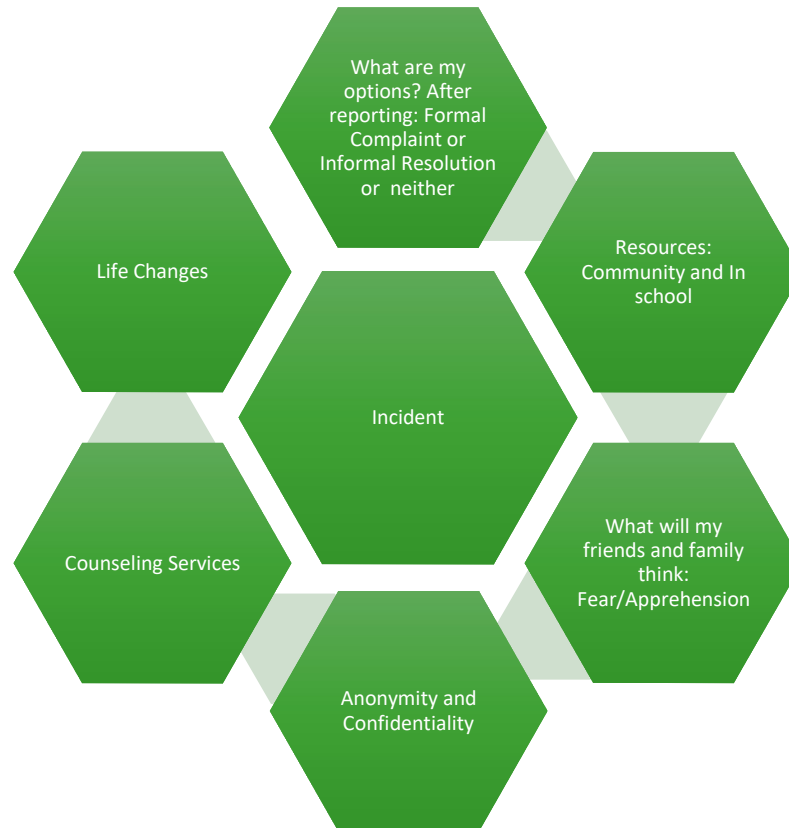 What are my
options? After
reporting: Formal
Complaint or
Informal Resolution
or neither
Resources:
Community and In
school
What will my
friends and family
think:
Fear/Apprehension
Anonymity and
Confidentiality
Counseling Services
Life Changes
Incident